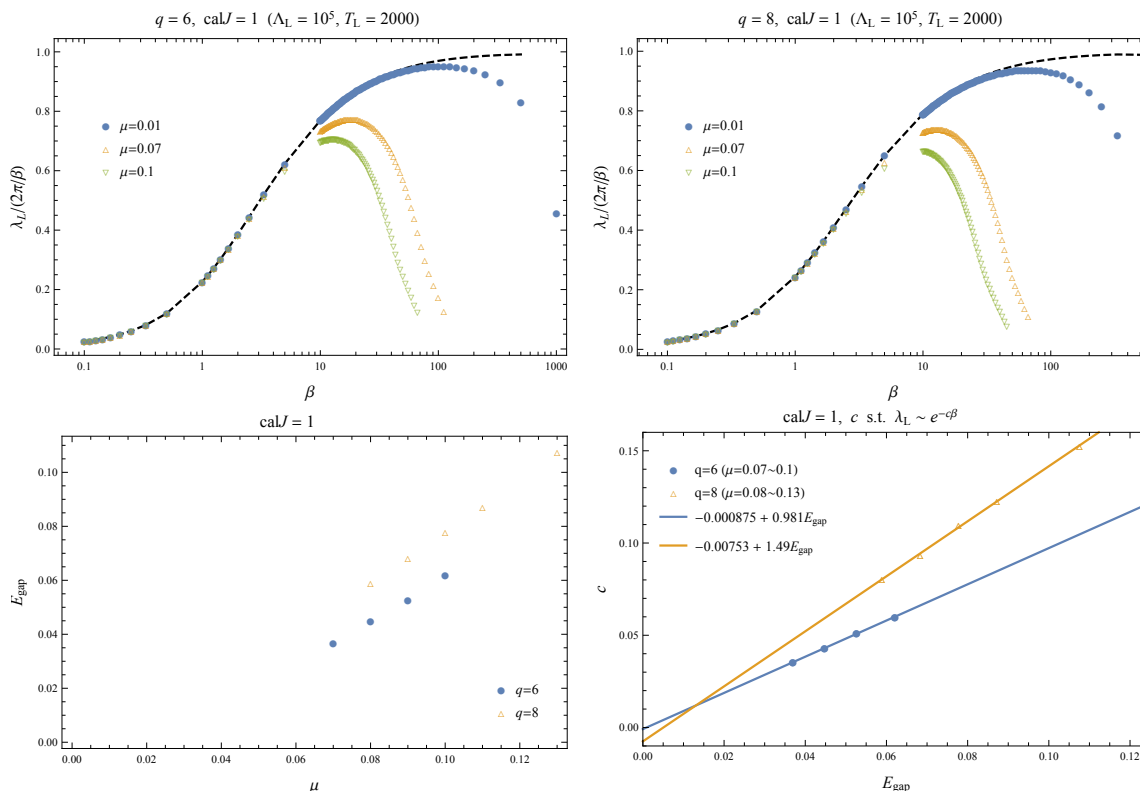 q = 6, calJ = 1 (Λ_L = 10^5, T_L = 2000)
λ_L/(2π/β)
1.0
0.8
0.6
0.4
0.2
0.0
μ=0.01
μ=0.07
μ=0.1
0.1
1
10
100
1000
β
q = 8, calJ = 1 (Λ_L = 10^5, T_L = 2000)
λ_L/(2π/β)
1.0
0.8
0.6
0.4
0.2
0.0
μ=0.01
μ=0.07
μ=0.1
0.1
1
10
100
β
calJ = 1
E_gap
0.10
0.08
0.06
0.04
0.02
0.00
q=6
q=8
0.00
0.02
0.04
0.06
0.08
0.10
0.12
μ
calJ = 1, c s.t. λ_L ~ e^{-cβ}
c
0.15
0.10
0.05
0.00
q=6 (μ=0.07~0.1)
q=8 (μ=0.08~0.13)
−0.000875 + 0.981E_gap
−0.00753 + 1.49E_gap
0.00
0.02
0.04
0.06
0.08
0.10
0.12
E_gap